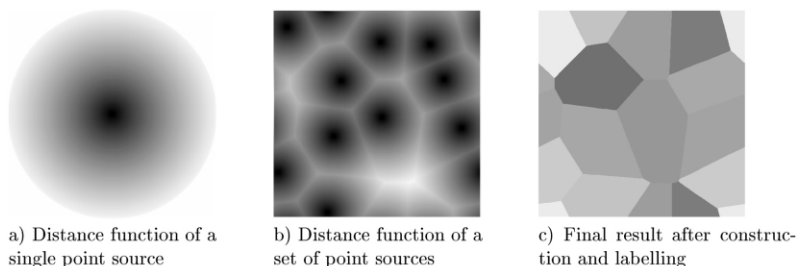 a) Distance function of a
single point source
b) Distance function of a
set of point sources
c) Final result after construc-
tion and labelling